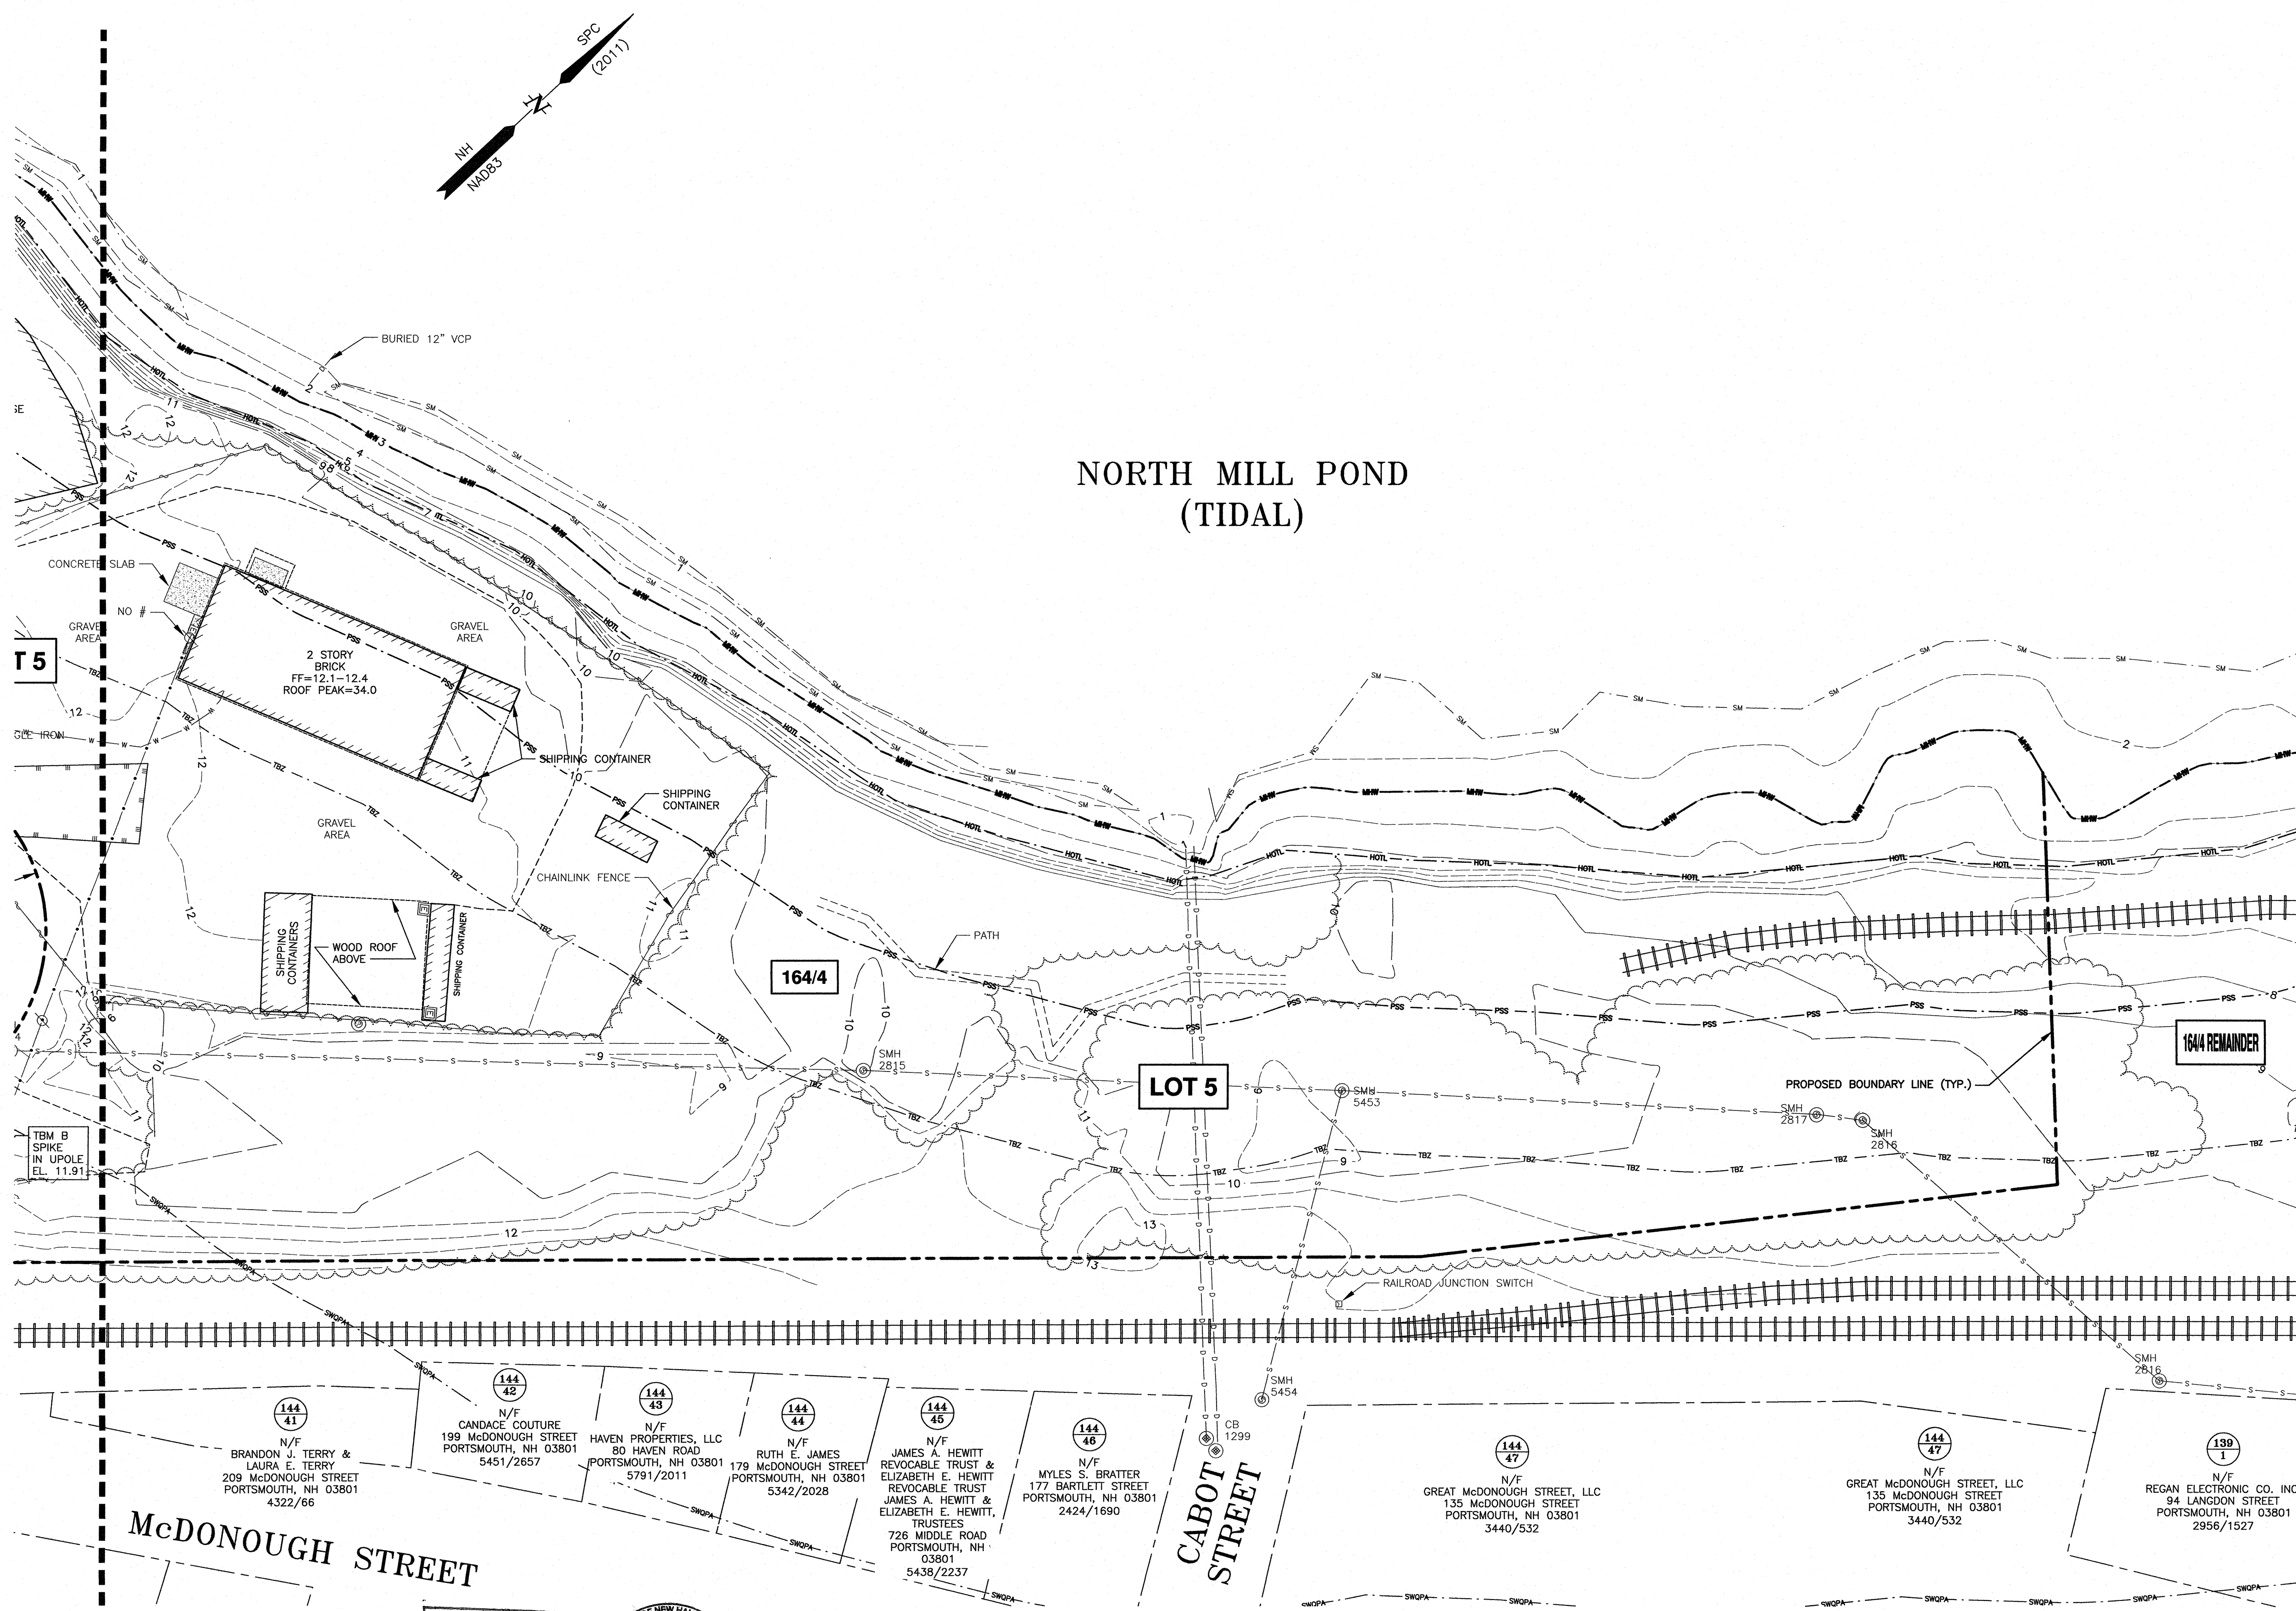 SPC
(2011)
N
NH
NAD83
BURIED 12" VCP
NORTH MILL POND
(TIDAL)
CONCRETE SLAB
NO #
GRAVEL
AREA
GRAVEL
AREA
2 STORY
BRICK
FF=12.1-12.4
ROOF PEAK=34.0
T 5
GLE IRON
SHIPPING CONTAINER
SHIPPING
CONTAINER
GRAVEL
AREA
CHAINLINK FENCE
SHIPPING
CONTAINERS
WOOD ROOF
ABOVE
SHIPPING CONTAINER
PATH
164/4
SMH
2815
LOT 5
SMH
5453
SMH
2817
SMH
2816
PROPOSED BOUNDARY LINE (TYP.)
164/4 REMAINDER
TBM B
SPIKE
IN UPOLE
EL. 11.91
RAILROAD JUNCTION SWITCH
SMH
5454
SMH
2816
CB
1299
144
41
N/F
BRANDON J. TERRY &
LAURA E. TERRY
209 McDONOUGH STREET
PORTSMOUTH, NH 03801
4322/66
144
42
N/F
CANDACE COUTURE
199 McDONOUGH STREET
PORTSMOUTH, NH 03801
5451/2657
144
43
N/F
HAVEN PROPERTIES, LLC
80 HAVEN ROAD
PORTSMOUTH, NH 03801
5791/2011
144
44
N/F
RUTH E. JAMES
179 McDONOUGH STREET
PORTSMOUTH, NH 03801
5342/2028
144
45
N/F
JAMES A. HEWITT
REVOCABLE TRUST &
ELIZABETH E. HEWITT
REVOCABLE TRUST
JAMES A. HEWITT &
ELIZABETH E. HEWITT,
TRUSTEES
726 MIDDLE ROAD
PORTSMOUTH, NH
03801
5438/2237
144
46
N/F
MYLES S. BRATTER
177 BARTLETT STREET
PORTSMOUTH, NH 03801
2424/1690
144
47
N/F
GREAT McDONOUGH STREET, LLC
135 McDONOUGH STREET
PORTSMOUTH, NH 03801
3440/532
144
47
N/F
GREAT McDONOUGH STREET, LLC
135 McDONOUGH STREET
PORTSMOUTH, NH 03801
3440/532
139
1
N/F
REGAN ELECTRONIC CO. INC
94 LANGDON STREET
PORTSMOUTH, NH 03801
2956/1527
McDONOUGH STREET
CABOT
STREET